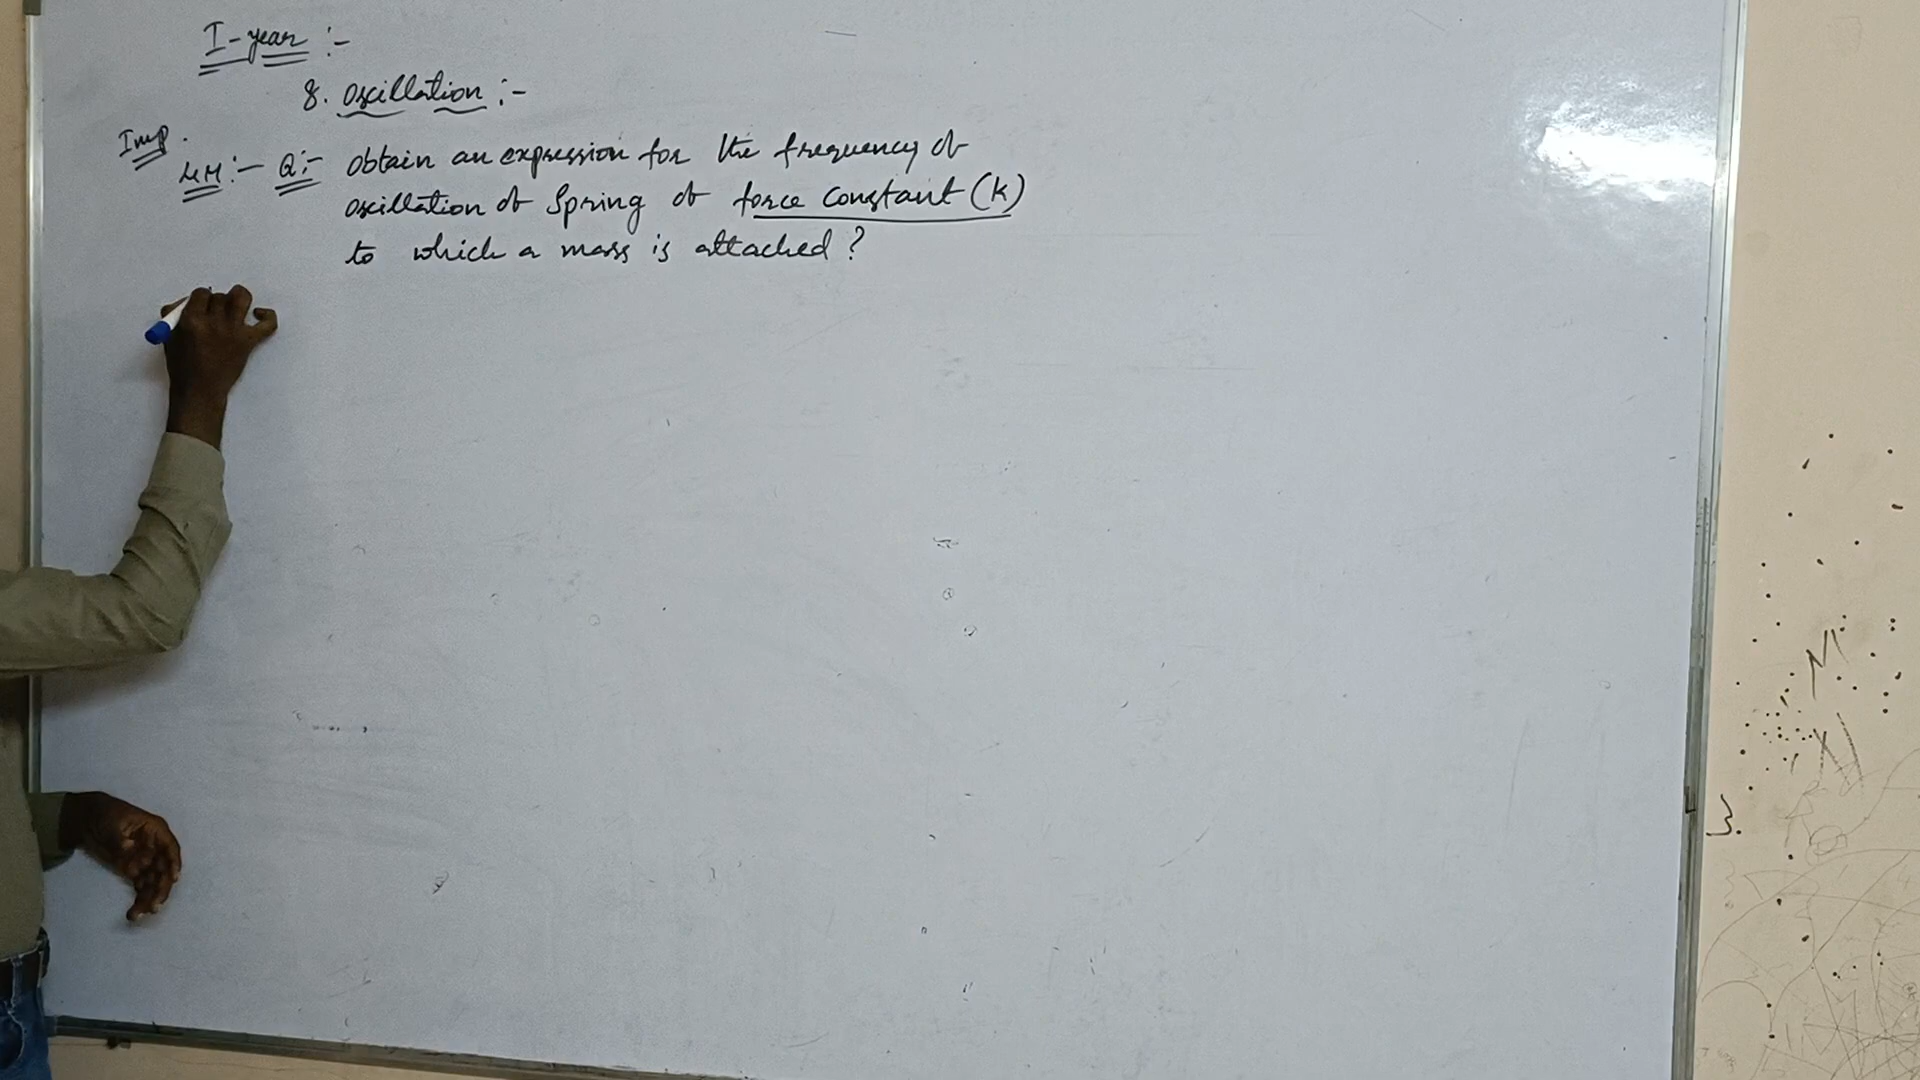 I-year :-
8. oscillation :-
Imp.
4M :- Q:- obtain an expression for the frequency of
oscillation of spring of force constant (K)
to which a mass is attached ?